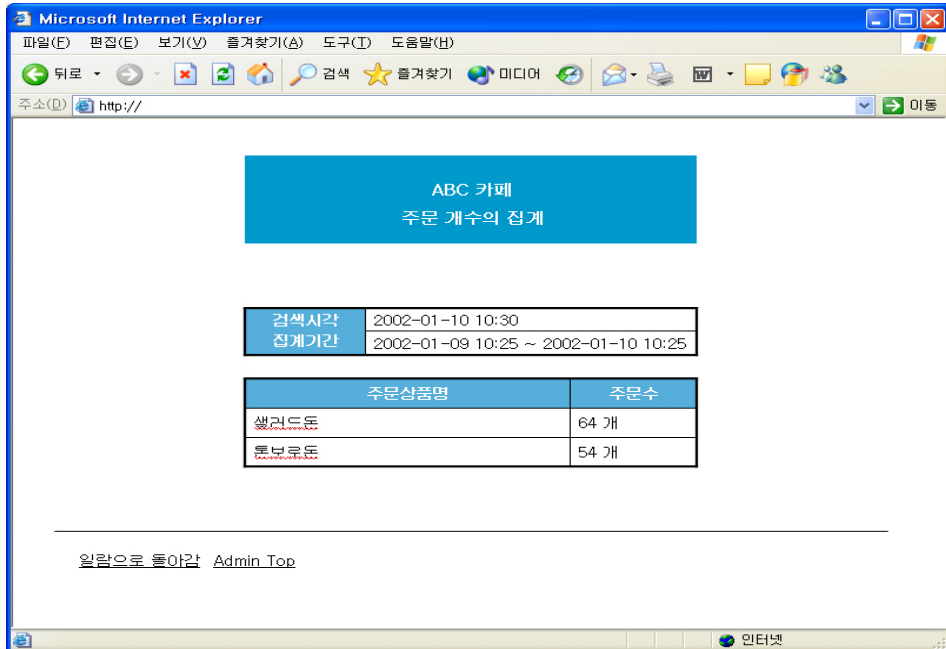 Microsoft Internet Explorer
파일(F) 편집(E) 보기(V) 즐겨찾기(A) 도구(T) 도움말(H)
뒤로 검색 즐겨찾기 미디어
주소(D) http:// 이동
ABC 카페
주문 개수의 집계
검색시각 2002-01-10 10:30
집계기간 2002-01-09 10:25 ~ 2002-01-10 10:25
주문상품명 주문수
샐러드돈 64 개
톤보로돈 54 개
일람으로 돌아감 Admin Top
인터넷